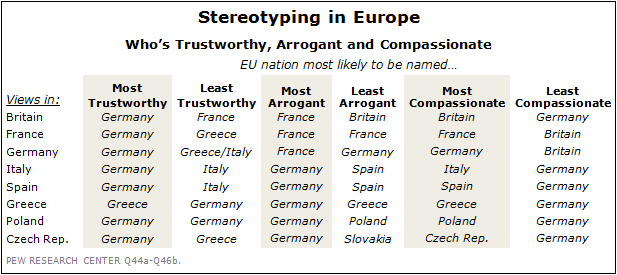 Stereotyping in Europe
Who's Trustworthy, Arrogant and Compassionate
EU nation most likely to be named...
Views in: Most Trustworthy Least Trustworthy Most Arrogant Least Arrogant Most Compassionate Least Compassionate
Britain Germany France France Britain Britain Germany
France Germany Greece France France France Britain
Germany Germany Greece/Italy France Germany Germany Britain
Italy Germany Italy Germany Spain Italy Germany
Spain Germany Italy Germany Spain Spain Germany
Greece Greece Germany Germany Greece Greece Germany
Poland Germany Germany Germany Poland Poland Germany
Czech Rep. Germany Greece Germany Slovakia Czech Rep. Germany
PEW RESEARCH CENTER Q44a-Q46b.